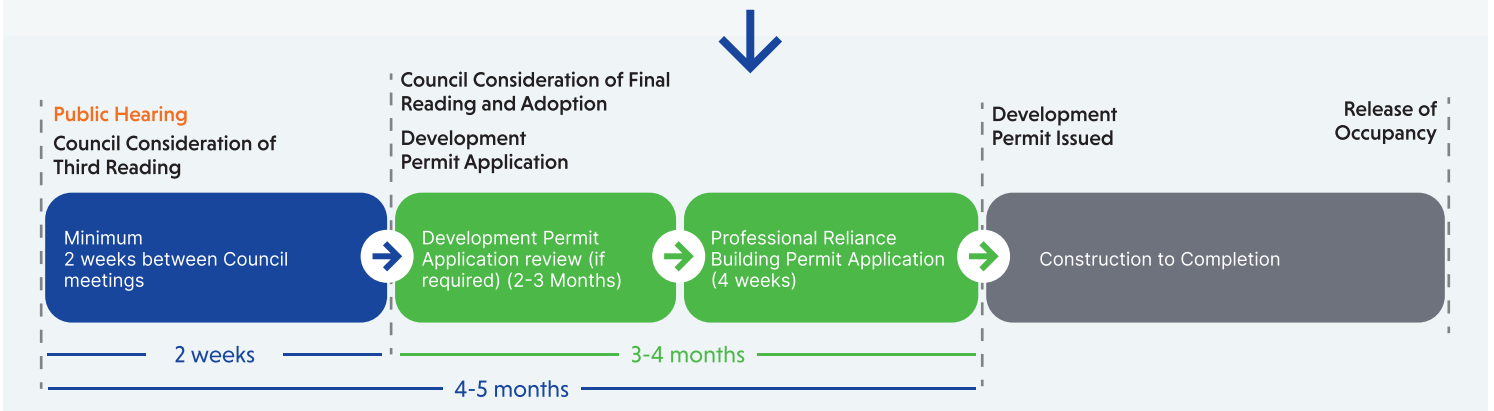 Public Hearing
Council Consideration of
Third Reading
Council Consideration of Final
Reading and Adoption
Development
Permit Application
Development
Permit Issued
Release of
Occupancy
Minimum
2 weeks between Council
meetings
Development Permit
Application review (if
required) (2-3 Months)
Professional Reliance
Building Permit Application
(4 weeks)
Construction to Completion
2 weeks
3-4 months
4-5 months